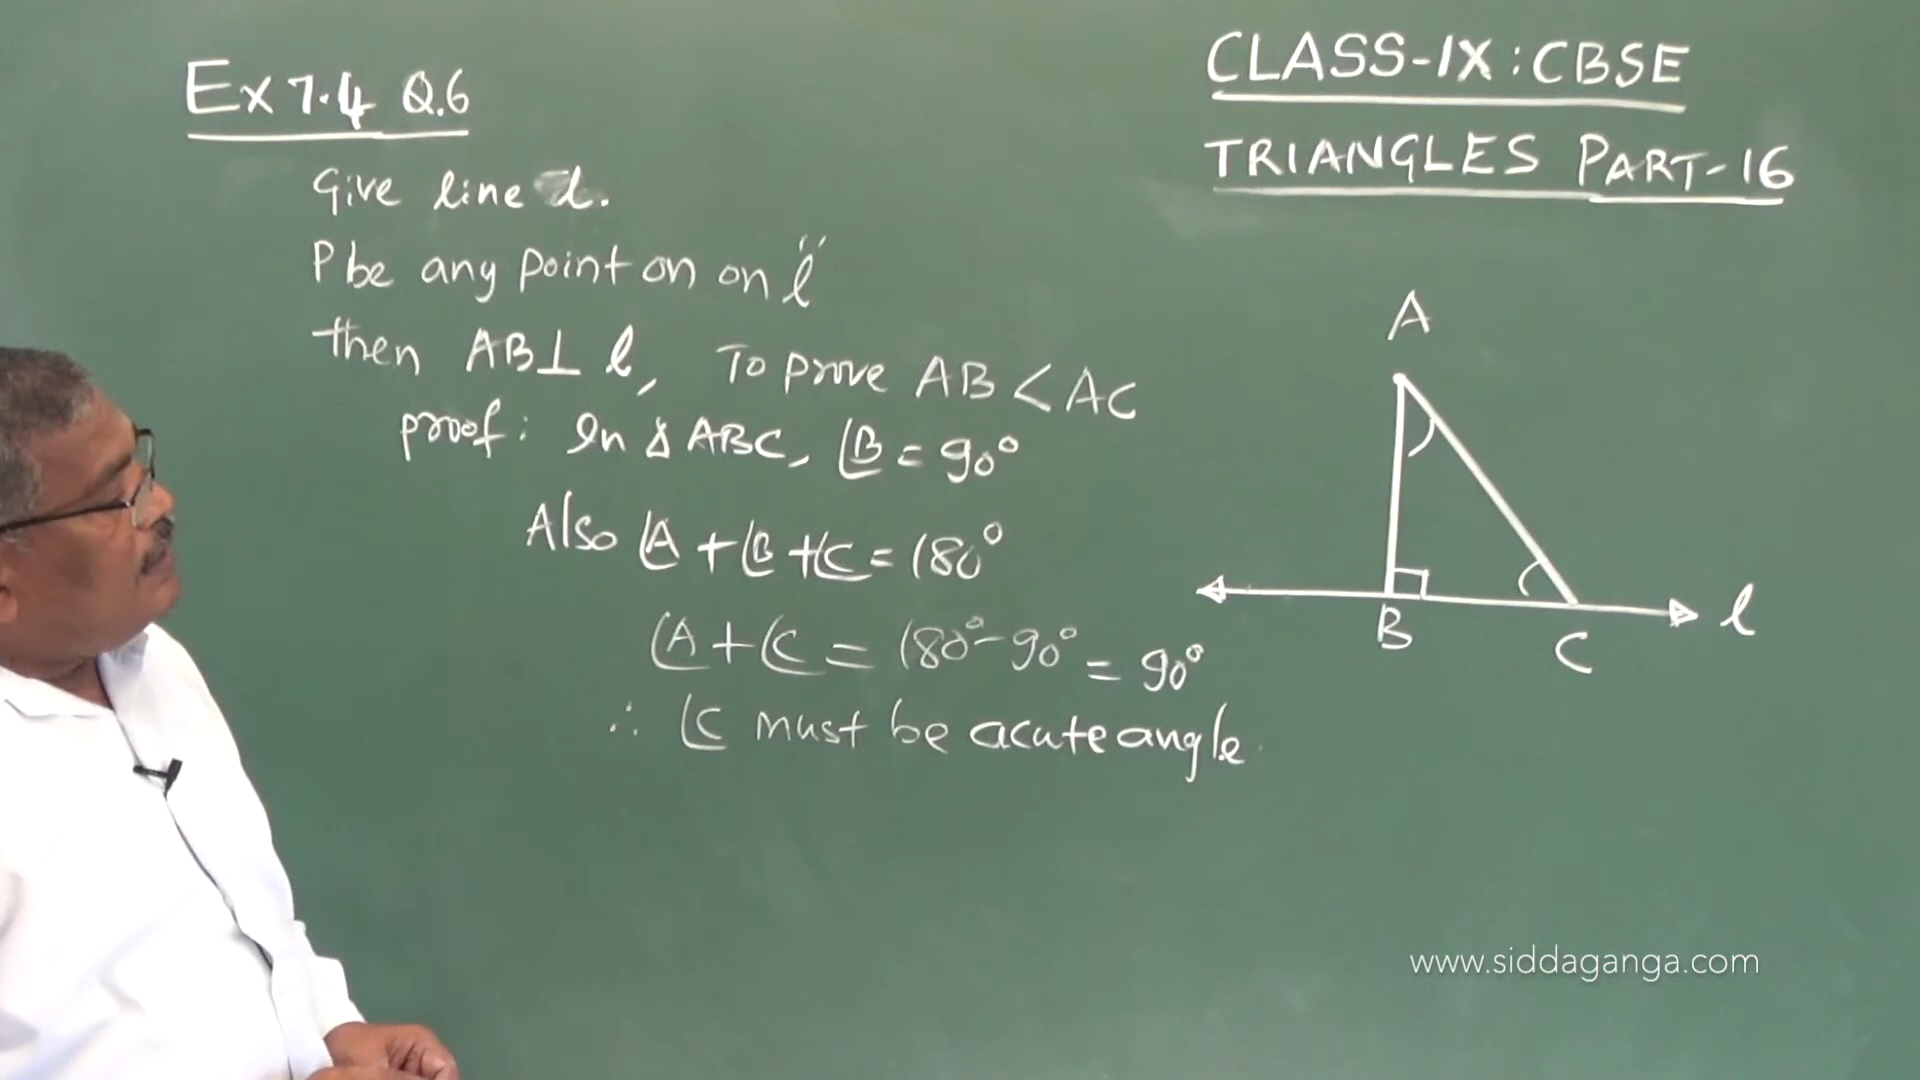 Ex 7.4 Q.6
Give line l.
P be any point on on l"
then AB⊥ l, To prove AB < AC
proof: In Δ ABC, ∠B = 90°
Also ∠A + ∠B + ∠C = 180°
∠A + ∠C = 180° - 90° = 90°
∴ ∠C must be acute angle.
CLASS-IX : CBSE
TRIANGLES PART-16
A
B
C
l
www.siddaganga.com